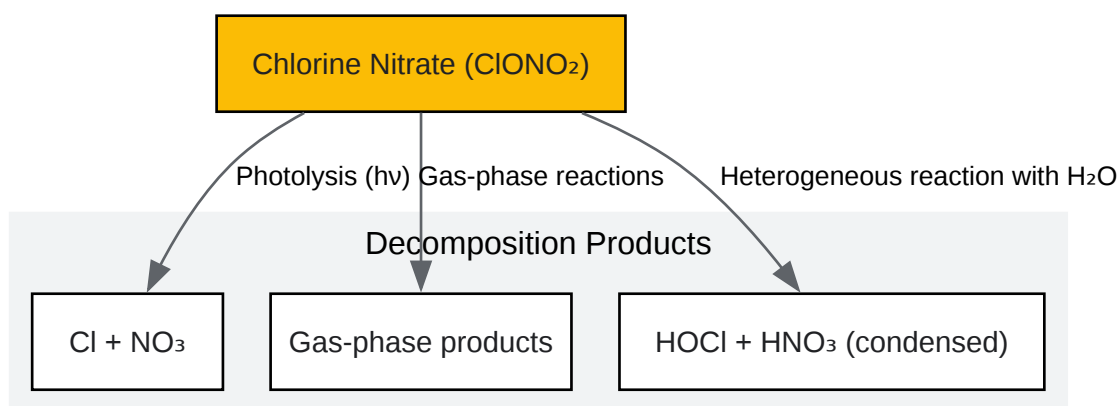 Chlorine Nitrate (ClONO₂)
Photolysis (hν) Gas-phase reactions Heterogeneous reaction with H₂O
Decomposition Products
Cl + NO₃ Gas-phase products HOCl + HNO₃ (condensed)